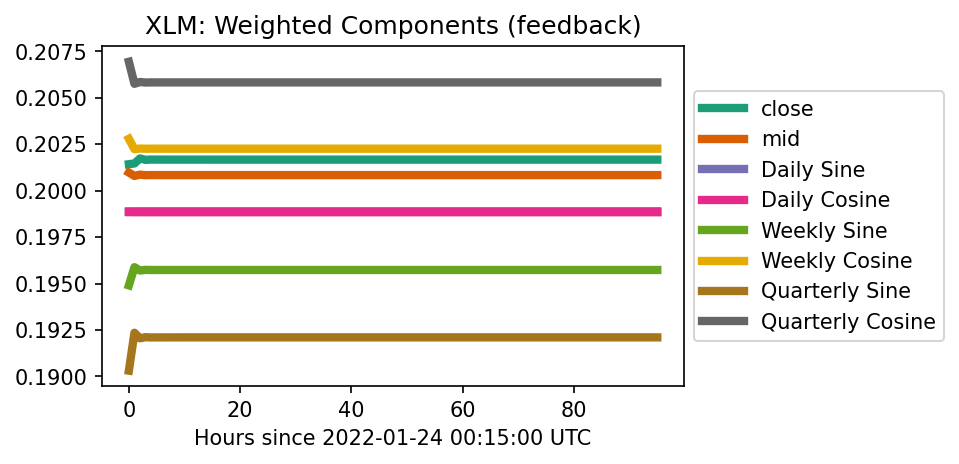 XLM: Weighted Components (feedback)
0.2075
0.2050
0.2025
0.2000
0.1975
0.1950
0.1925
0.1900
0 20 40 60 80
Hours since 2022-01-24 00:15:00 UTC
close
mid
Daily Sine
Daily Cosine
Weekly Sine
Weekly Cosine
Quarterly Sine
Quarterly Cosine